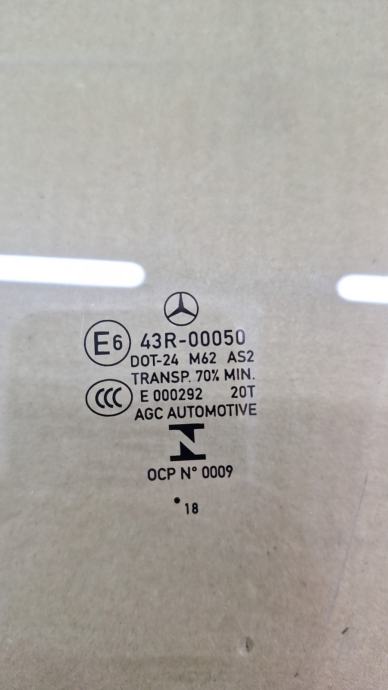 E6 43R-00050
DOT-24 M62 AS2
TRANSP. 70% MIN.
CCC E 000292 20T
AGC AUTOMOTIVE
N
OCP N° 0009
. 18